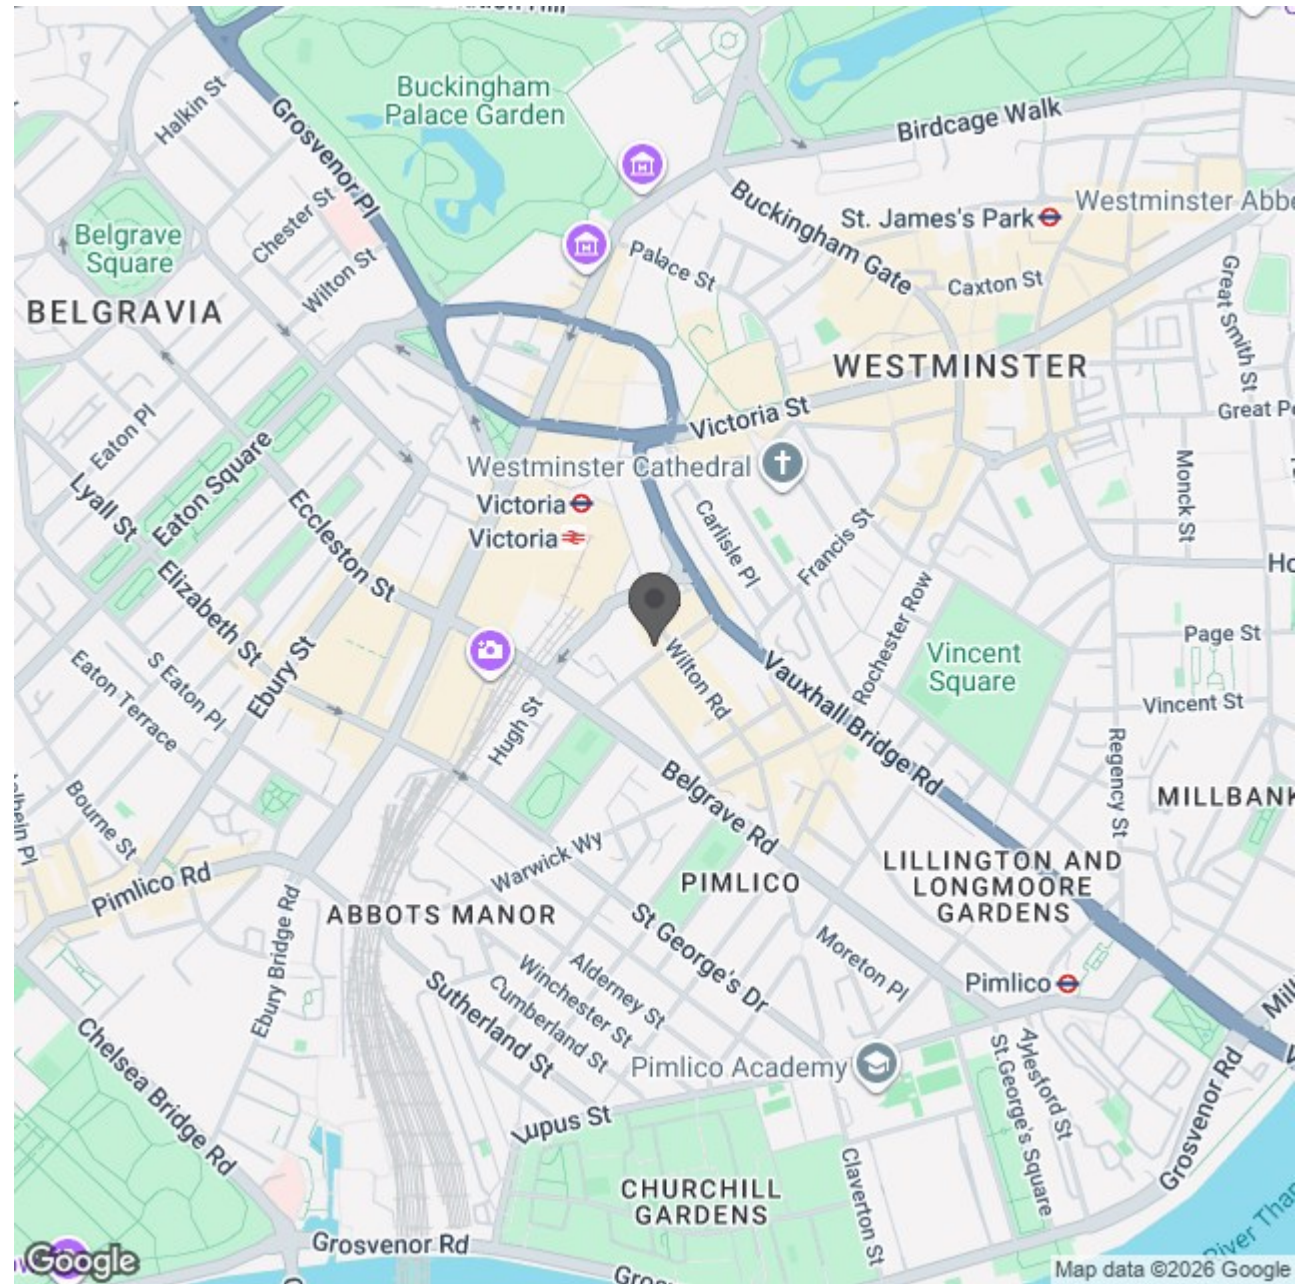 Buckingham
Palace Garden
Halkin St
Grosvenor Pl
Birdcage Walk
Chester St
Buckingham Gate
St. James's Park
Westminster Abbe
Belgrave
Square
Wilton St
Palace St
Caxton St
Great Smith St
BELGRAVIA
WESTMINSTER
Eaton Pl
Eaton Square
Victoria St
Great P
Lyall St
Westminster Cathedral
Monck St
Eccleston St
Victoria
Victoria
Carlisle Pl
Francis St
Ho
Elizabeth St
Rochester Row
Page St
S Eaton Pl
Eaton Terrace
Ebury St
Wilton Rd
Vincent
Square
Vincent St
Hugh St
Vauxhall Bridge Rd
Regency St
Bourne St
Belgrave Rd
MILLBANK
Pimlico Rd
Warwick Wy
PIMLICO
LILLINGTON AND
LONGMOORE
GARDENS
Ebury Bridge Rd
ABBOTS MANOR
St George's Dr
Moreton Pl
Alderney St
Winchester St
Cumberland St
Sutherland St
Pimlico
Mill
Chelsea Bridge Rd
Pimlico Academy
Aylesford St
St.George's Square
Grosvenor Rd
Lupus St
Claverton St
CHURCHILL
GARDENS
Grosvenor Rd
River Than
Google
Gros
Map data ©2026 Google